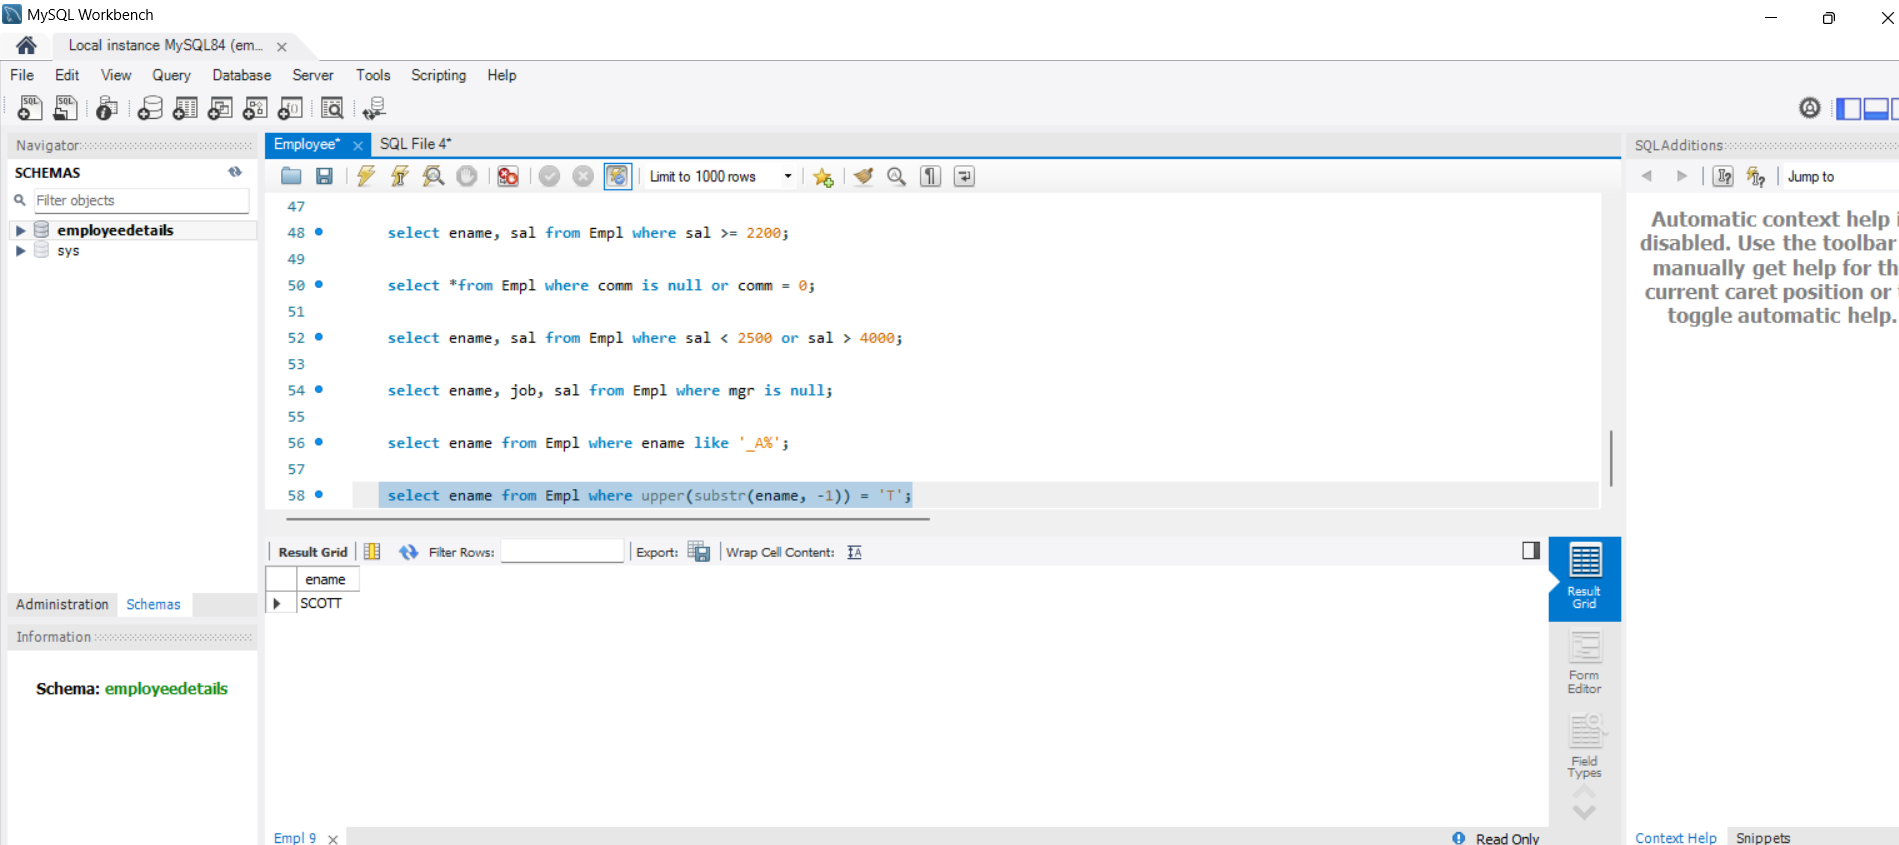 MySQL Workbench
Local instance MySQL84 (em...
File Edit View Query Database Server Tools Scripting Help
Navigator
SCHEMAS
Filter objects
employeedetails
sys
Administration Schemas
Information
Schema: employeedetails
Employee* SQL File 4*
Limit to 1000 rows
47
48 select ename, sal from Empl where sal >= 2200;
49
50 select *from Empl where comm is null or comm = 0;
51
52 select ename, sal from Empl where sal < 2500 or sal > 4000;
53
54 select ename, job, sal from Empl where mgr is null;
55
56 select ename from Empl where ename like '_A%';
57
58 select ename from Empl where upper(substr(ename, -1)) = 'T';
Result Grid Filter Rows: Export: Wrap Cell Content:
ename
SCOTT
Result
Grid
Form
Editor
Field
Types
Empl 9 Read Only
SQLAdditions
Jump to
Automatic context help i
disabled. Use the toolbar
manually get help for th
current caret position or
toggle automatic help.
Context Help Snippets